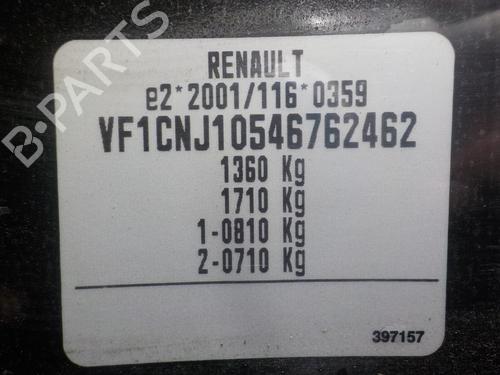 RENAULT
e2*2001/116*0359
VF1CNJ10546762462
1360 Kg
1710 Kg
1-0810 Kg
2-0710 Kg
397157
B-PARTS